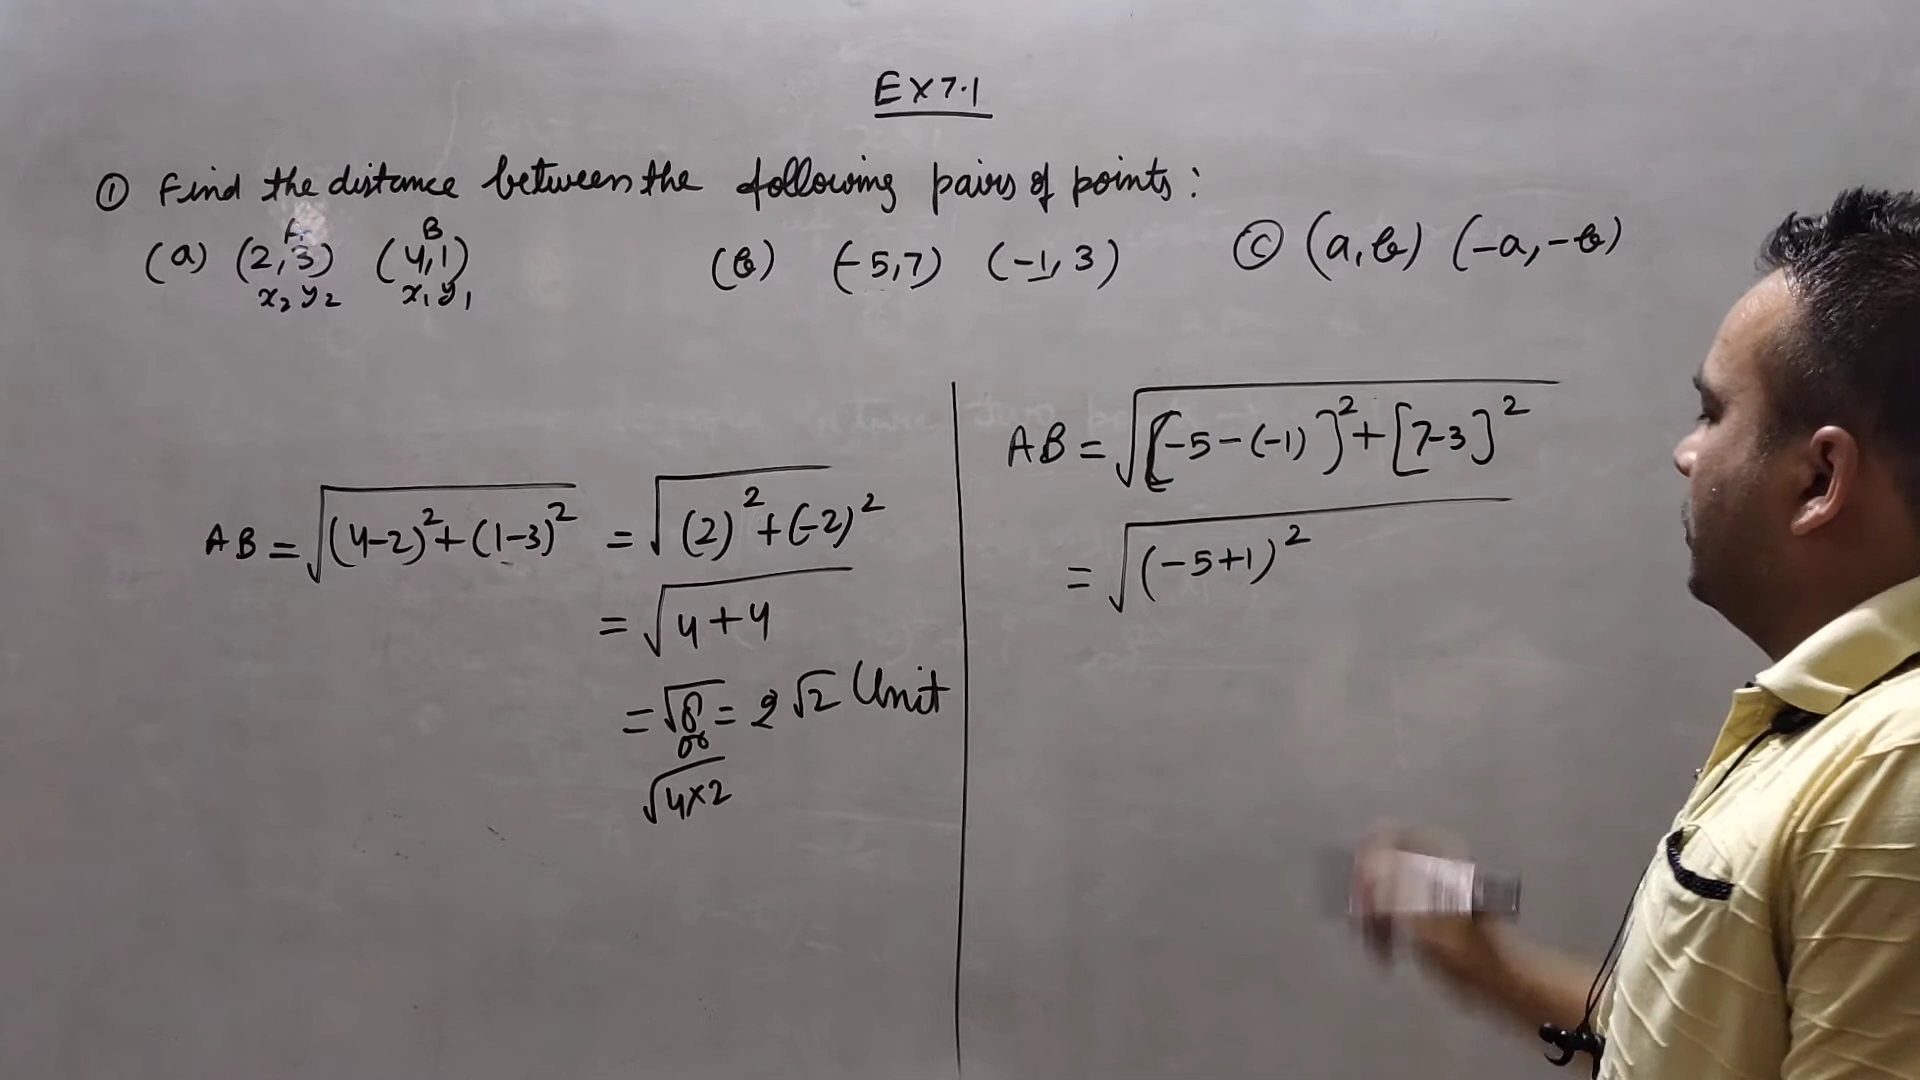 Ex 7.1
① Find the distance between the following pairs of points :
A B
(a) (2,3) (4,1) (b) (-5,7) (-1,3) ⓒ (a,b) (-a,-b)
x₂ y₂ x₁ y₁
AB = √(4-2)²+(1-3)² = √(2)²+(-2)²
= √4+4
= √8 = 2√2 Unit
or
√4×2
AB = √[-5-(-1)]²+[7-3]²
= √(-5+1)²